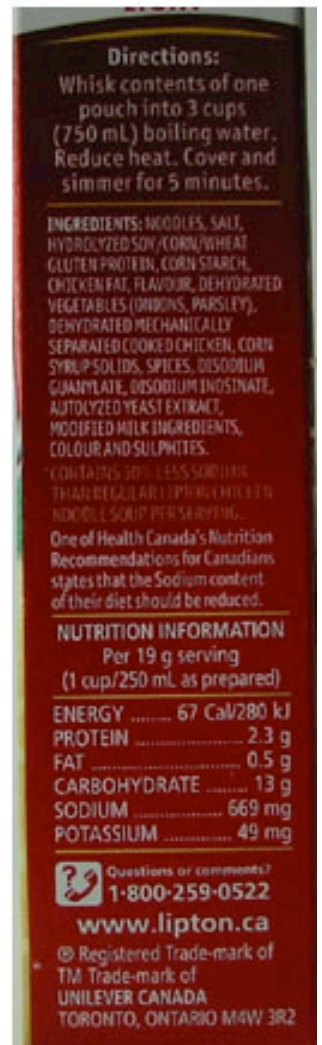 LIGHT
Directions:
Whisk contents of one
pouch into 3 cups
(750 mL) boiling water.
Reduce heat. Cover and
simmer for 5 minutes.
INGREDIENTS: NOODLES, SALT,
HYDROLYZED SOY/CORN/WHEAT
GLUTEN PROTEIN, CORN STARCH,
CHICKEN FAT, FLAVOUR, DEHYDRATED
VEGETABLES (ONIONS, PARSLEY),
DEHYDRATED MECHANICALLY
SEPARATED COOKED CHICKEN, CORN
SYRUP SOLIDS, SPICES, DISODIUM
GUANYLATE, DISODIUM INOSINATE,
AUTOLYZED YEAST EXTRACT,
MODIFIED MILK INGREDIENTS,
COLOUR AND SULPHITES.
*CONTAINS 30% LESS SODIUM
THAN REGULAR LIPTON CHICKEN
NOODLE SOUP PER SERVING.
One of Health Canada's Nutrition
Recommendations for Canadians
states that the Sodium content
of their diet should be reduced.
NUTRITION INFORMATION
Per 19 g serving
(1 cup/250 mL as prepared)
ENERGY ........ 67 Cal/280 kJ
PROTEIN .................... 2.3 g
FAT ............................ 0.5 g
CARBOHYDRATE ........ 13 g
SODIUM ................. 669 mg
POTASSIUM ............. 49 mg
Questions or comments?
1-800-259-0522
www.lipton.ca
® Registered Trade-mark of
TM Trade-mark of
UNILEVER CANADA
TORONTO, ONTARIO M4W 3R2